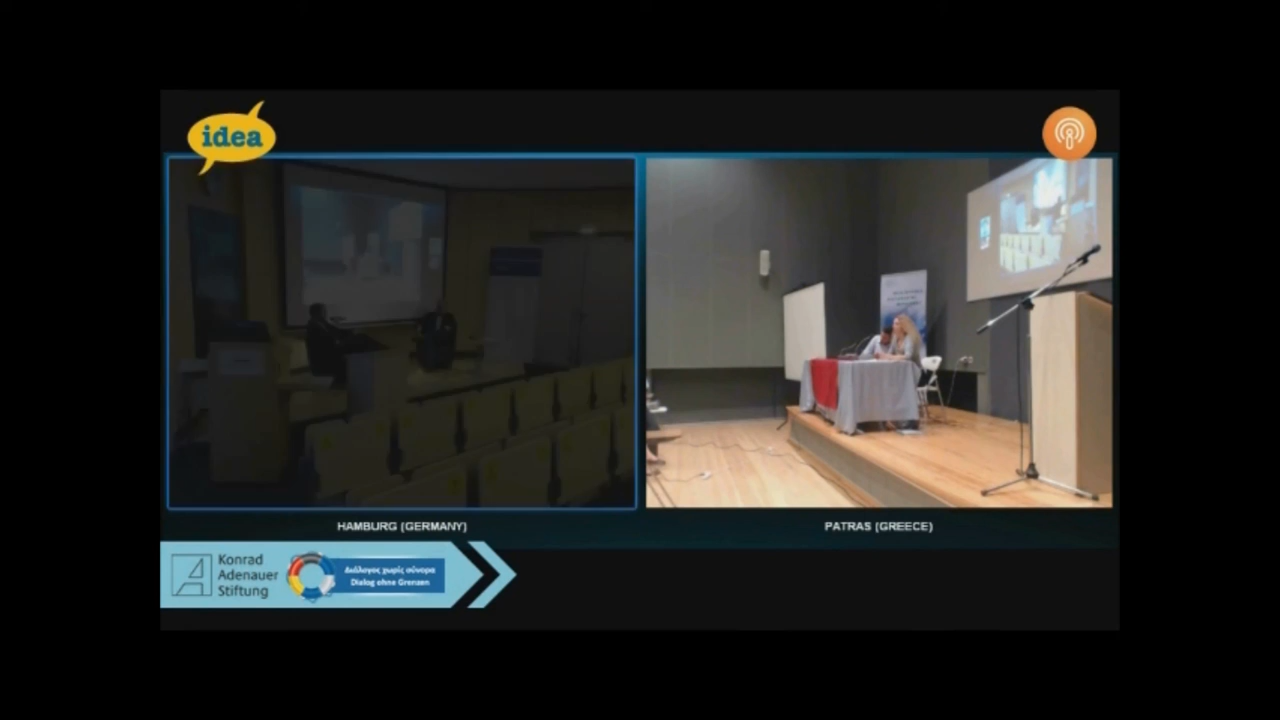 idea
HAMBURG (GERMANY)
PATRAS (GREECE)
Konrad
Adenauer
Stiftung
Διάλογος χωρίς σύνορα
Dialog ohne Grenzen